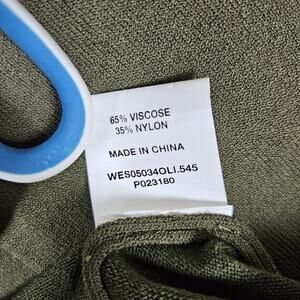 65% VISCOSE
35% NYLON
MADE IN CHINA
WES05034OLI.545
P023180